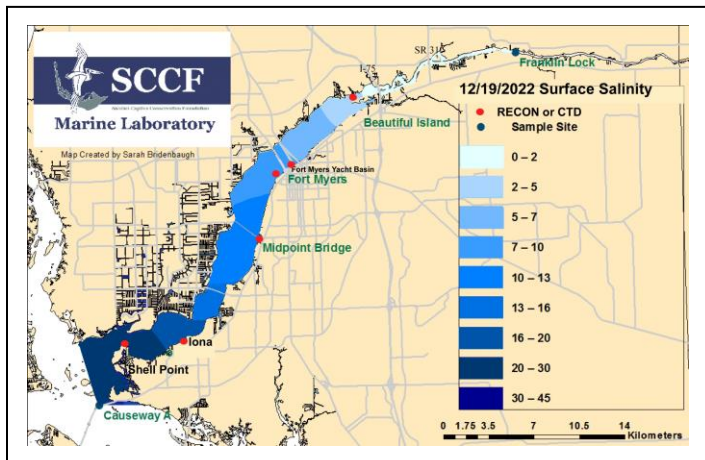 SCCF
Sanibel-Captiva Conservation Foundation
Marine Laboratory
Map Created by Sarah Bridenbaugh
I-75
SR 31
Franklin Lock
12/19/2022 Surface Salinity
RECON or CTD
Sample Site
0 – 2
2 – 5
5 – 7
7 – 10
10 – 13
13 – 16
16 – 20
20 – 30
30 – 45
Beautiful Island
Fort Myers Yacht Basin
Fort Myers
Midpoint Bridge
Iona
Shell Point
Causeway A
0 1.75 3.5 7 10.5 14
Kilometers